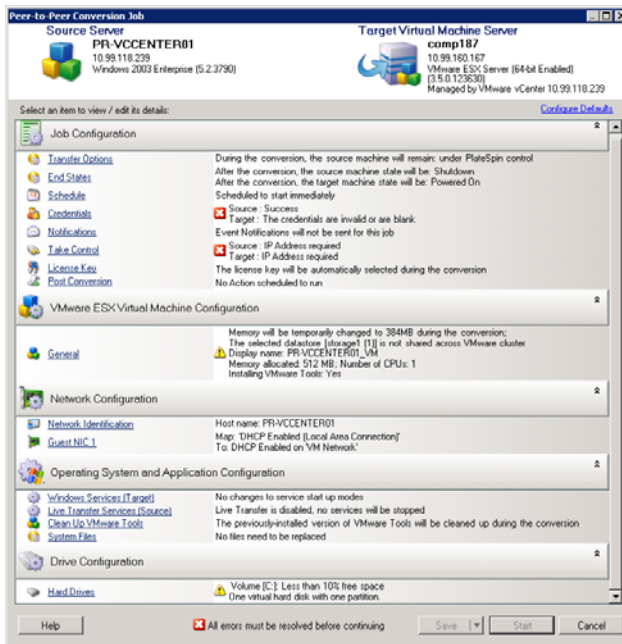 Peer-to-Peer Conversion Job
Source Server
PR-VCCENTER01
10.99.118.239
Windows 2003 Enterprise (5.2.3790)
Target Virtual Machine Server
comp187
10.99.160.167
VMware ESX Server [64-bit Enabled]
(3.5.0.123630)
Managed by VMware vCenter 10.99.118.239
Select an item to view / edit its details:
Configure Defaults
Job Configuration
Transfer Options
During the conversion, the source machine will remain: under PlateSpin control
End States
After the conversion, the source machine state will be: Shutdown
After the conversion, the target machine state will be: Powered On
Schedule
Scheduled to start immediately
Credentials
Source : Success
Target : The credentials are invalid or are blank
Notifications
Event Notifications will not be sent for this job
Take Control
Source : IP Address required
Target : IP Address required
License Key
The license key will be automatically selected during the conversion
Post Conversion
No Action scheduled to run
VMware ESX Virtual Machine Configuration
General
Memory will be temporarily changed to 384MB during the conversion;
The selected datastore [storage1 (1)] is not shared across VMware cluster
Display name: PR-VCCENTER01_VM
Memory allocated: 512 MB; Number of CPUs: 1
Installing VMware Tools: Yes
Network Configuration
Network Identification
Host name: PR-VCCENTER01
Guest NIC 1
Map: 'DHCP Enabled (Local Area Connection)'
To: DHCP Enabled on 'VM Network'
Operating System and Application Configuration
Windows Services (Target)
No changes to service start up modes
Live Transfer Services (Source)
Live Transfer is disabled, no services will be stopped
Clean Up VMware Tools
The previously-installed version of VMware Tools will be cleaned up during the conversion
System Files
No files need to be replaced
Drive Configuration
Hard Drives
Volume [C:]: Less than 10% free space
One virtual hard disk with one partition.
Help
All errors must be resolved before continuing
Save
Start
Cancel